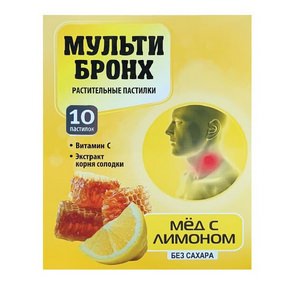 МУЛЬТИ
БРОНХ
РАСТИТЕЛЬНЫЕ ПАСТИЛКИ
10
пастилок
• Витамин С
• Экстракт
корня солодки
МЁД С
ЛИМОНОМ
БЕЗ САХАРА